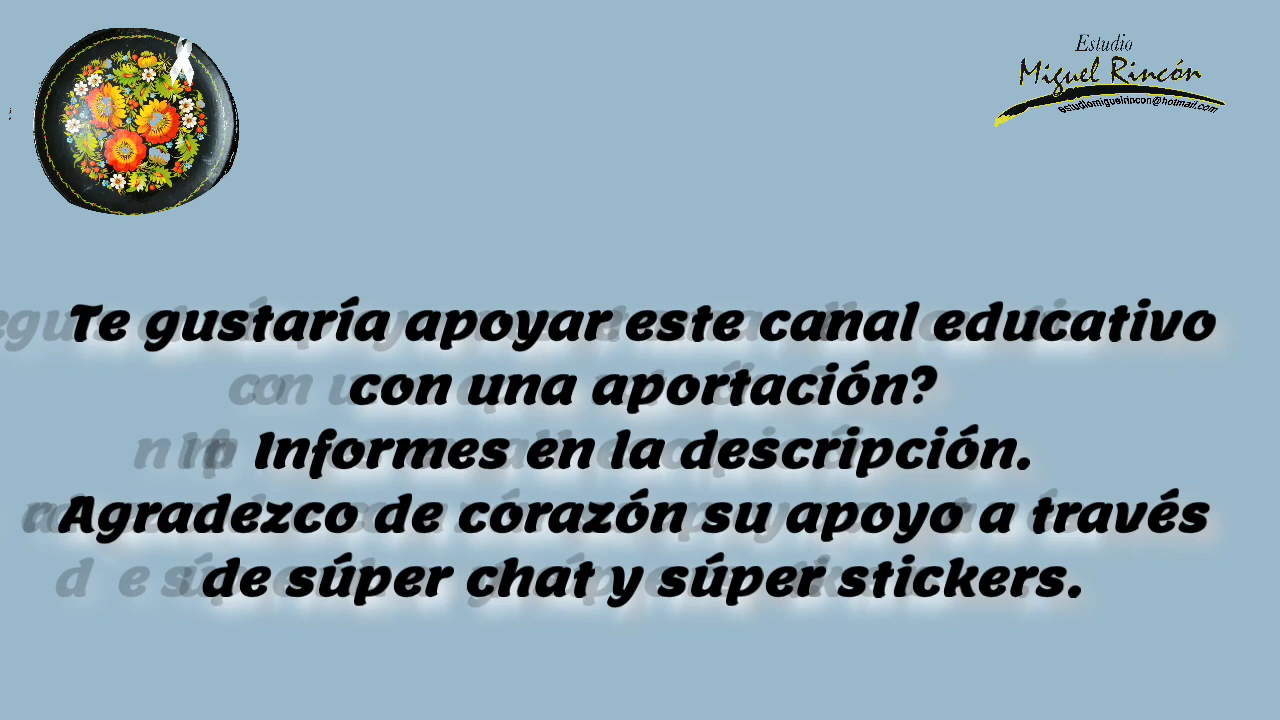 Estudio
Miguel Rincón
estudiomiguelrincon@hotmail.com
Te gustaría apoyar este canal educativo
con una aportación?
Informes en la descripción.
Agradezco de córazón su apoyo a través
de súper chat y súper stickers.